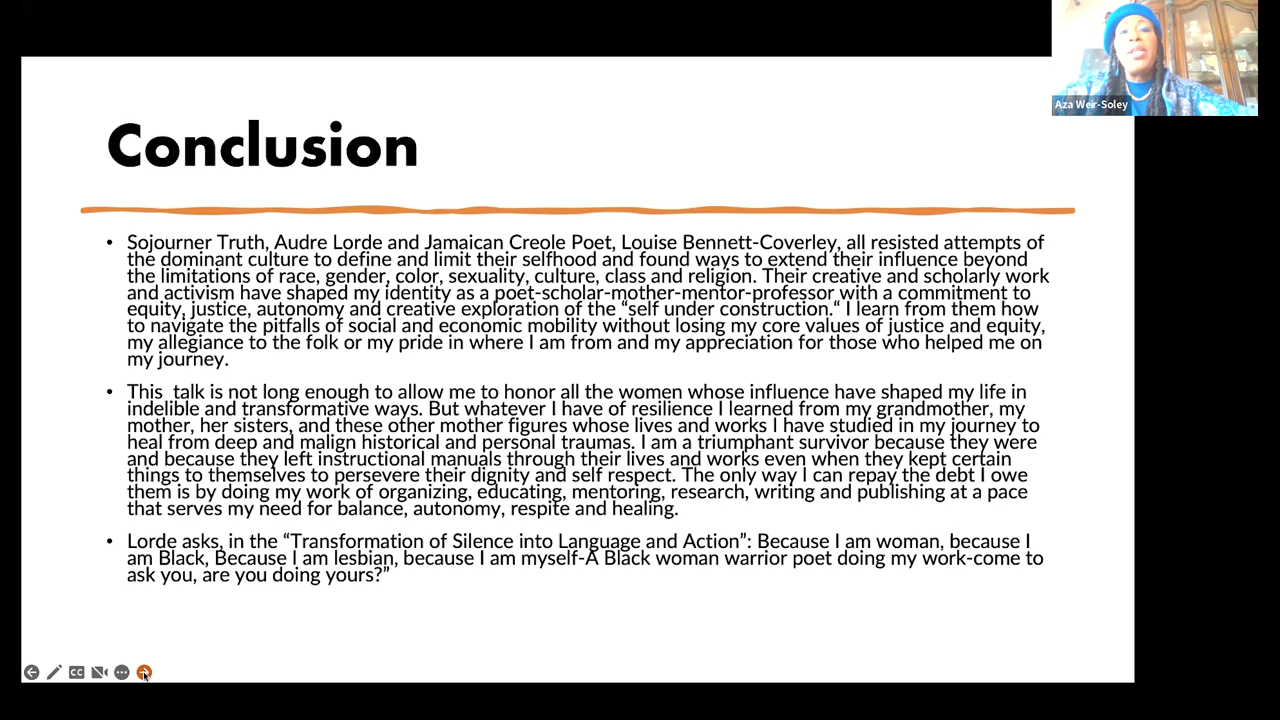 Aza Weir-Soley
Conclusion
• Sojourner Truth, Audre Lorde and Jamaican Creole Poet, Louise Bennett-Coverley, all resisted attempts of
the dominant culture to define and limit their selfhood and found ways to extend their influence beyond
the limitations of race, gender, color, sexuality, culture, class and religion. Their creative and scholarly work
and activism have shaped my identity as a poet-scholar-mother-mentor-professor with a commitment to
equity, justice, autonomy and creative exploration of the “self under construction.“ I learn from them how
to navigate the pitfalls of social and economic mobility without losing my core values of justice and equity,
my allegiance to the folk or my pride in where I am from and my appreciation for those who helped me on
my journey.
• This  talk is not long enough to allow me to honor all the women whose influence have shaped my life in
indelible and transformative ways. But whatever I have of resilience I learned from my grandmother, my
mother, her sisters, and these other mother figures whose lives and works I have studied in my journey to
heal from deep and malign historical and personal traumas. I am a triumphant survivor because they were
and because they left instructional manuals through their lives and works even when they kept certain
things to themselves to persevere their dignity and self respect. The only way I can repay the debt I owe
them is by doing my work of organizing, educating, mentoring, research, writing and publishing at a pace
that serves my need for balance, autonomy, respite and healing.
• Lorde asks, in the “Transformation of Silence into Language and Action”: Because I am woman, because I
am Black, Because I am lesbian, because I am myself-A Black woman warrior poet doing my work-come to
ask you, are you doing yours?”
CC